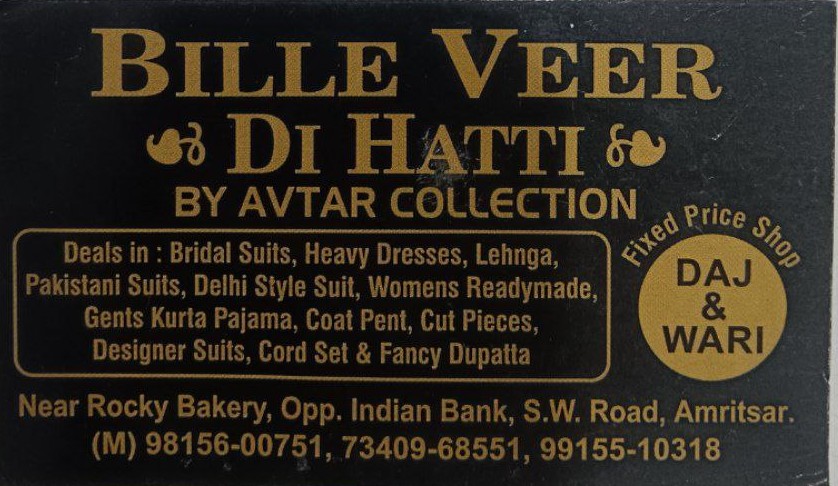 BILLE VEER
DI HATTI
BY AVTAR COLLECTION
Deals in : Bridal Suits, Heavy Dresses, Lehnga,
Pakistani Suits, Delhi Style Suit, Womens Readymade,
Gents Kurta Pajama, Coat Pent, Cut Pieces,
Designer Suits, Cord Set & Fancy Dupatta
Fixed Price Shop
DAJ
&
WARI
Near Rocky Bakery, Opp. Indian Bank, S.W. Road, Amritsar.
(M) 98156-00751, 73409-68551, 99155-10318